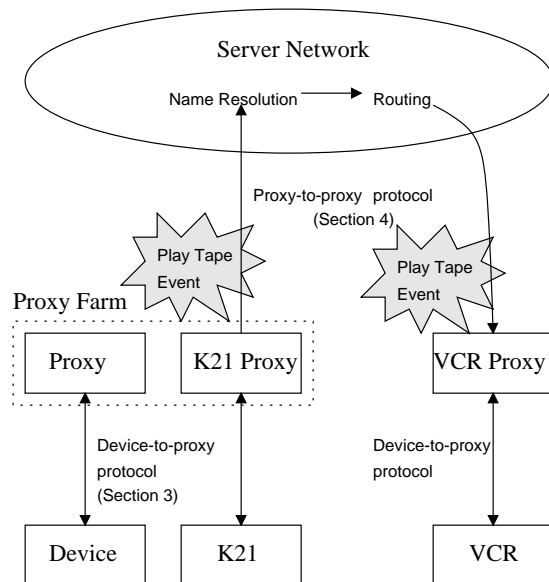 Server Network
Name Resolution
Routing
Proxy-to-proxy protocol
(Section 4)
Play Tape
Event
Play Tape
Event
Proxy Farm
Proxy
K21 Proxy
VCR Proxy
Device-to-proxy
protocol
(Section 3)
Device-to-proxy
protocol
Device
K21
VCR